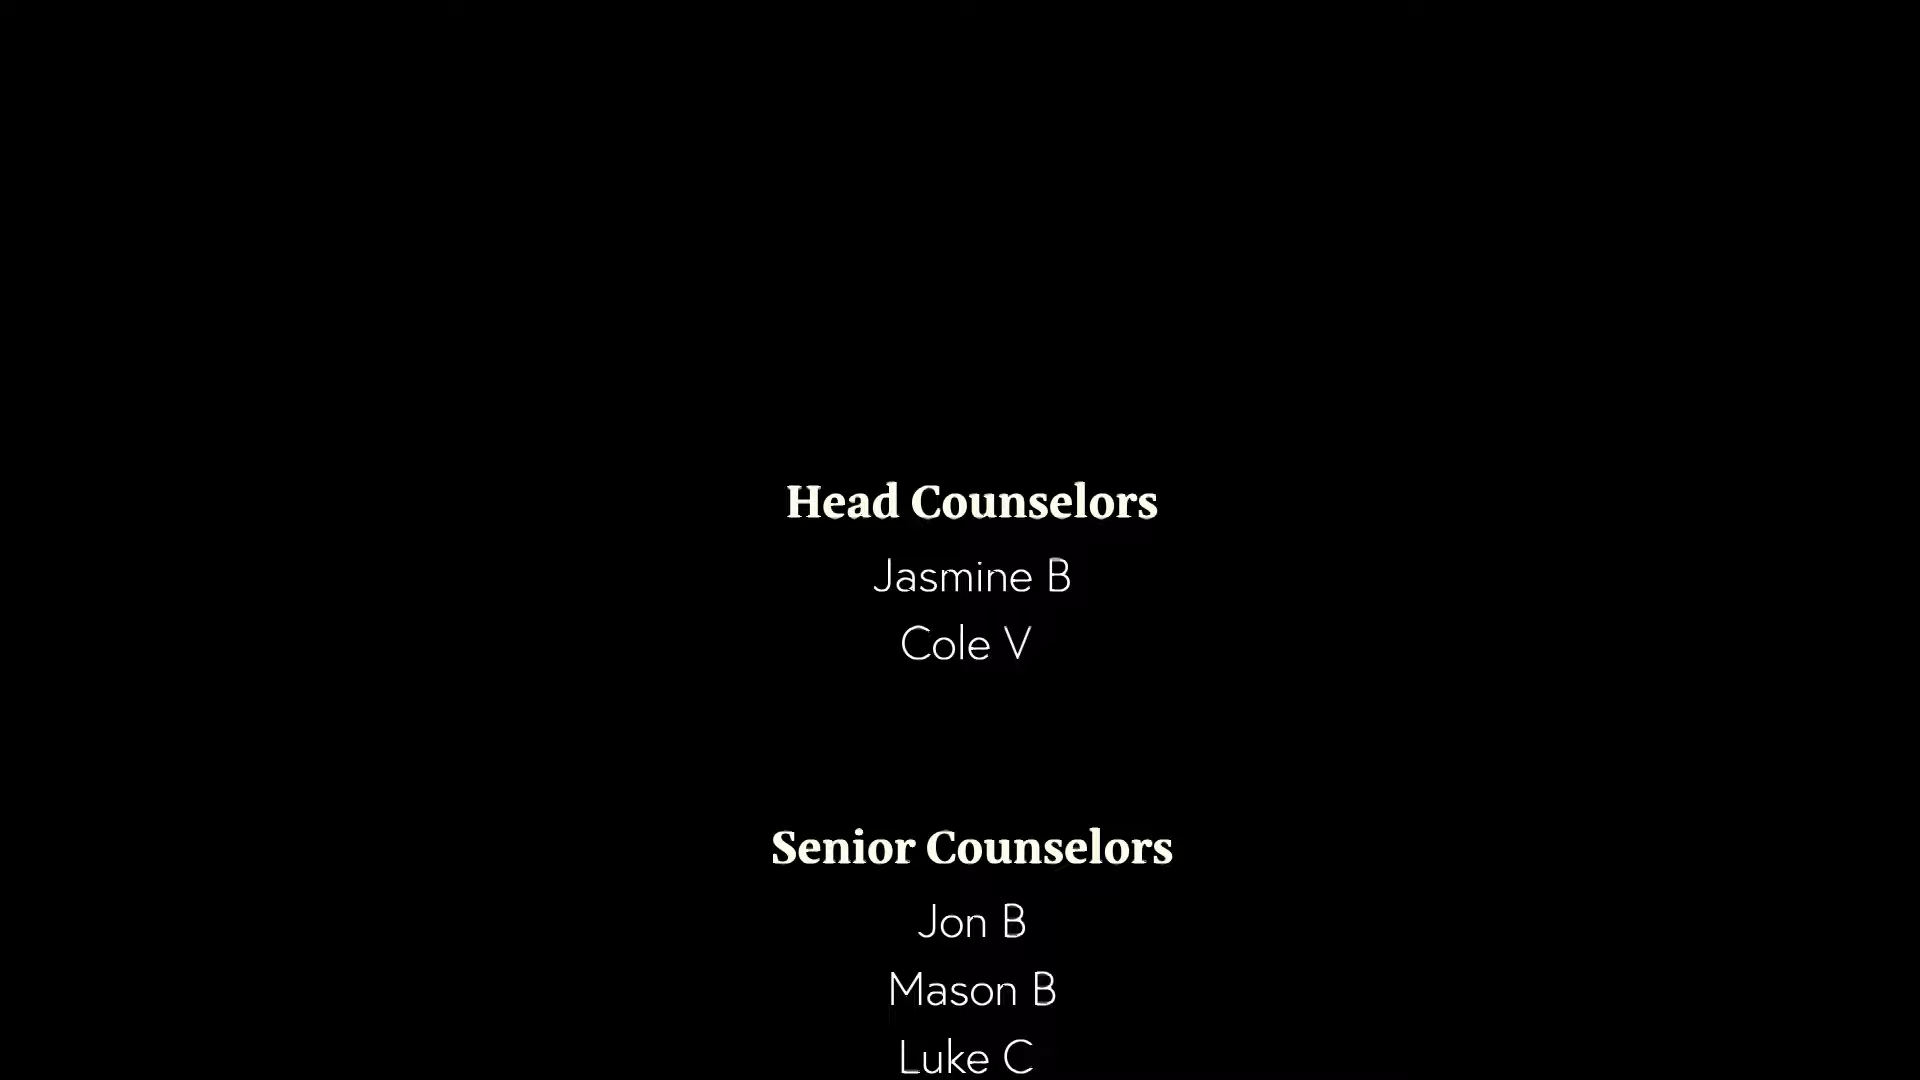 Head Counselors
Jasmine B
Cole V
Senior Counselors
Jon B
Mason B
Luke C